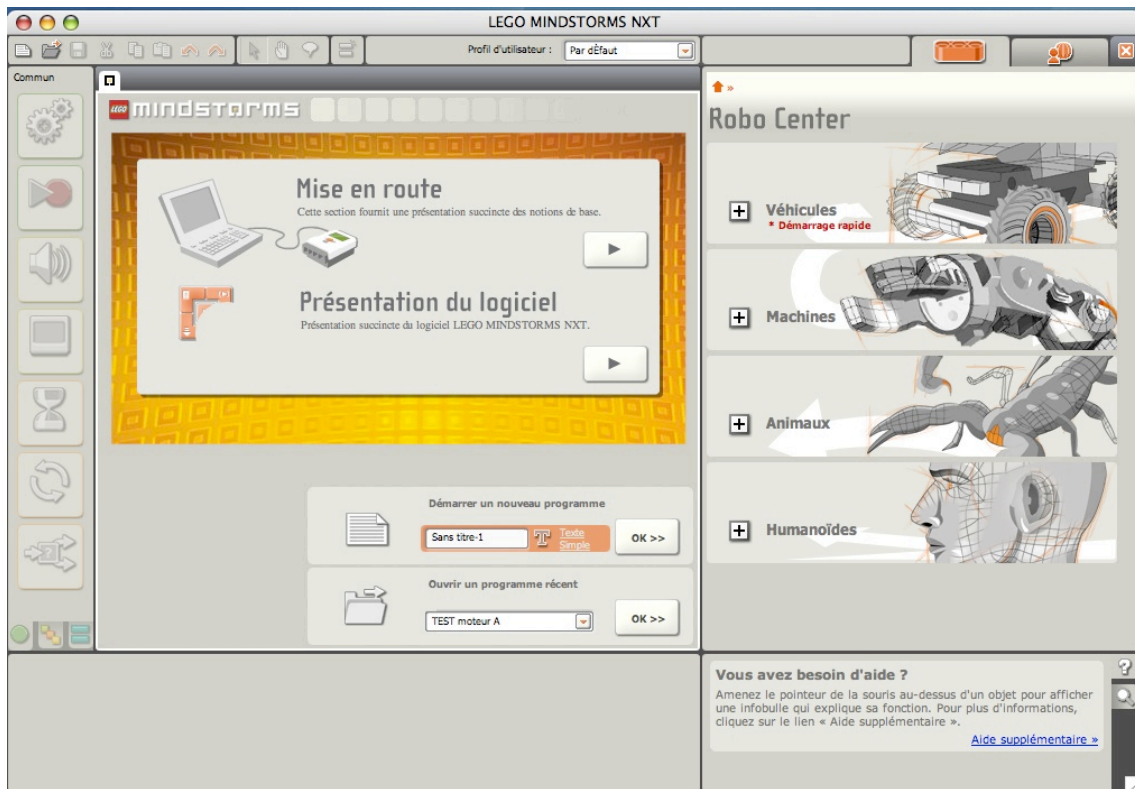 LEGO MINDSTORMS NXT
Profil d'utilisateur : Par dÈfaut
Commun
LEGO mindstorms
Mise en route
Cette section fournit une présentation succincte des notions de base.
Présentation du logiciel
Présentation succincte du logiciel LEGO MINDSTORMS NXT.
Démarrer un nouveau programme
Sans titre-1 T Texte
Simple
OK >>
Ouvrir un programme récent
TEST moteur A
OK >>
»
Robo Center
Véhicules
* Démarrage rapide
Machines
Animaux
Humanoïdes
Vous avez besoin d'aide ?
Amenez le pointeur de la souris au-dessus d'un objet pour afficher
une infobulle qui explique sa fonction. Pour plus d'informations,
cliquez sur le lien « Aide supplémentaire ».
Aide supplémentaire »
?